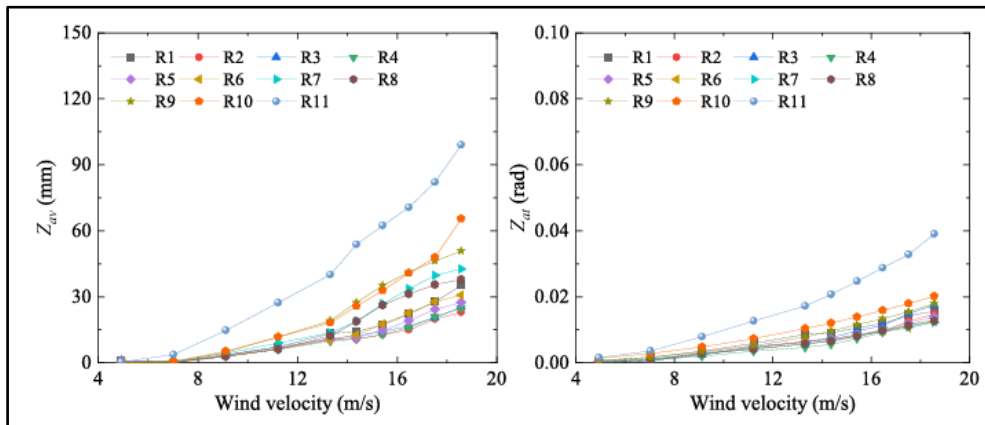 150
120
90
60
30
0
Z_av (mm)
R1 R2 R3 R4
R5 R6 R7 R8
R9 R10 R11
4 8 12 16 20
Wind velocity (m/s)
0.10
0.08
0.06
0.04
0.02
0.00
Z_at (rad)
R1 R2 R3 R4
R5 R6 R7 R8
R9 R10 R11
4 8 12 16 20
Wind velocity (m/s)